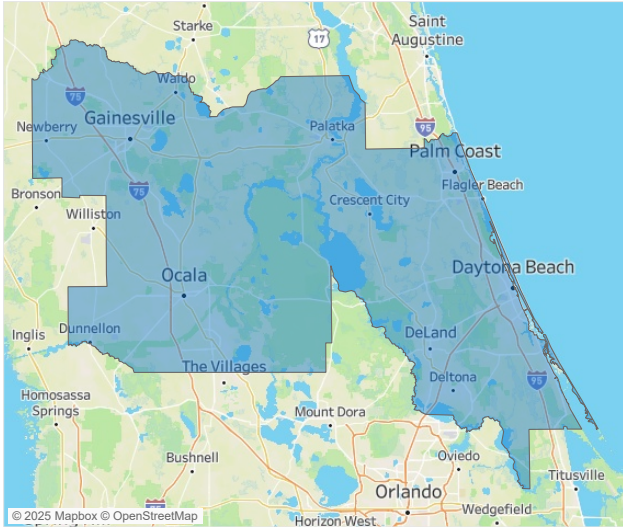 Starke
Saint
Augustine
17
Waldo
75
Newberry
Gainesville
Palatka
95
Palm Coast
Flagler Beach
75
Bronson
Crescent City
Williston
Ocala
Daytona Beach
Inglis
Dunnellon
DeLand
The Villages
Deltona
95
Homosassa
Springs
Mount Dora
Bushnell
Oviedo
Titusville
Orlando
© 2025 Mapbox © OpenStreetMap
Horizon West
Wedgefield